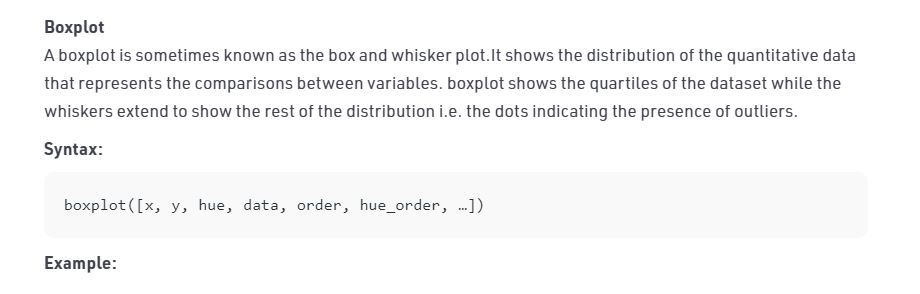 Boxplot
A boxplot is sometimes known as the box and whisker plot.It shows the distribution of the quantitative data
that represents the comparisons between variables. boxplot shows the quartiles of the dataset while the
whiskers extend to show the rest of the distribution i.e. the dots indicating the presence of outliers.
Syntax:
boxplot([x, y, hue, data, order, hue_order, …])
Example: